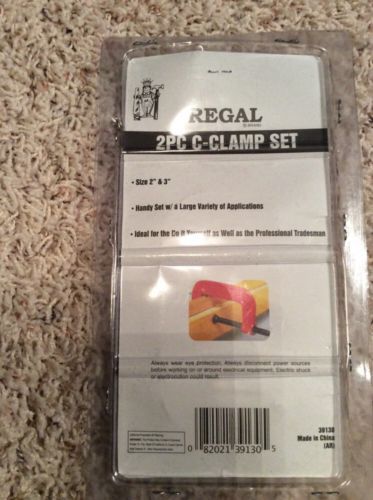 REGAL
2PC C-CLAMP SET
• Size 2" & 3"
• Handy Set w/ a Large Variety of Applications
• Ideal for the Do It Yourself as Well as the Professional Tradesman
Always wear eye protection. Always disconnect power sources
before working on or around electrical equipment. Electric shock
or electrocution could result.
39130
Made in China
(AR)
0 82021 39130 5